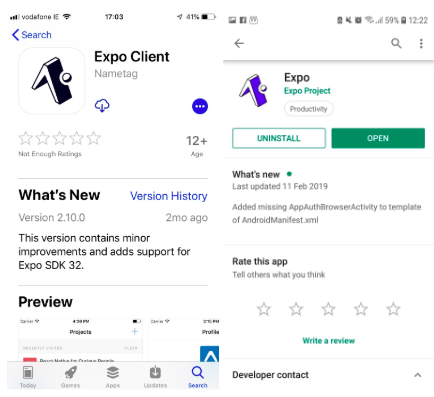 vodafone IE
17:03
41%
Search
Expo Client
Nametag
Not Enough Ratings
12+
Age
What's New
Version History
Version 2.10.0
2mo ago
This version contains minor
improvements and adds support for
Expo SDK 32.
Preview
Carrier
4:39 PM
Projects
RECENTLY VISITED
CLEAR
React Native for Curious People
Carrier
2:15 PM
Profile
Today
Games
Apps
Updates
Search
59%
12:22
Expo
Expo Project
Productivity
UNINSTALL
OPEN
What's new
Last updated 11 Feb 2019
Added missing AppAuthBrowserActivity to template
of AndroidManifest.xml
Rate this app
Tell others what you think
Write a review
Developer contact